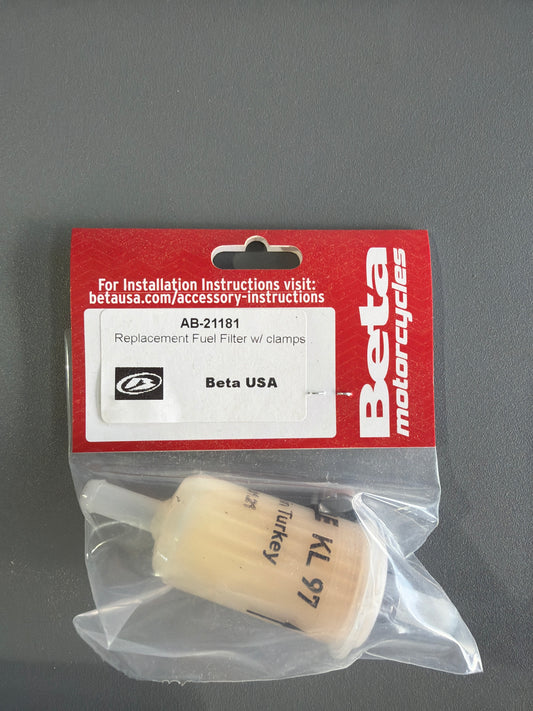 For Installation Instructions visit:
betausa.com/accessory-instructions
AB-21181
Replacement Fuel Filter w/ clamps
Beta USA
Beta
motorcycles
KL 97
Turkey